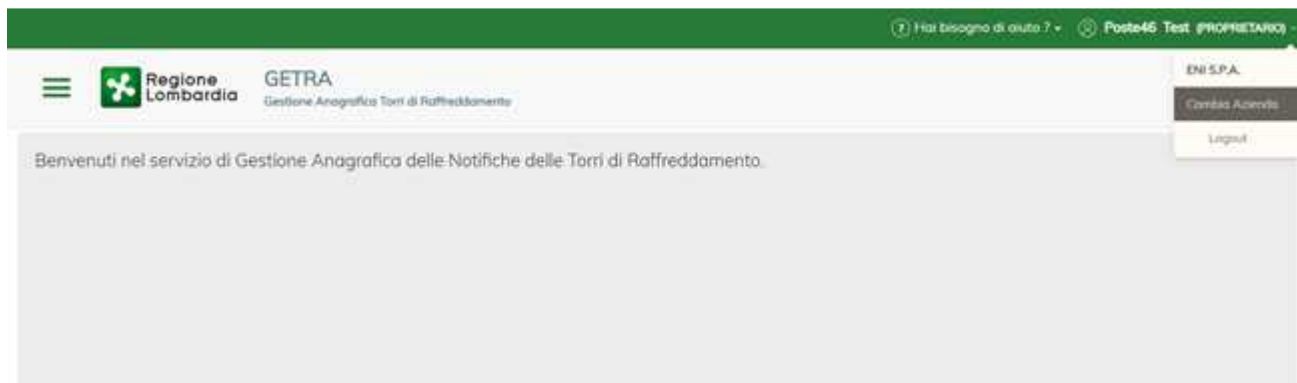 ? Hai bisogno di aiuto ? Poste46 Test (PROPRIETARIO)
ENI S.P.A.
Cambia Azienda
Logout
Regione
Lombardia
GETRA
Gestione Anagrafica Torri di Raffreddamento
Benvenuti nel servizio di Gestione Anagrafica delle Notifiche delle Torri di Raffreddamento.